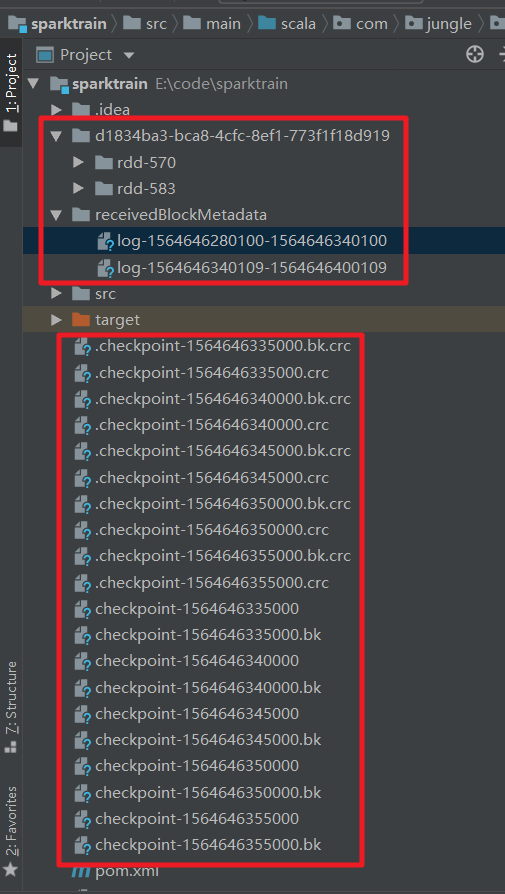 sparktrain src main scala com jungle
Project
1: Project
sparktrain E:\code\sparktrain
.idea
d1834ba3-bca8-4cfc-8ef1-773f1f18d919
rdd-570
rdd-583
receivedBlockMetadata
log-1564646280100-1564646340100
log-1564646340109-1564646400109
src
target
.checkpoint-1564646335000.bk.crc
.checkpoint-1564646335000.crc
.checkpoint-1564646340000.bk.crc
.checkpoint-1564646340000.crc
.checkpoint-1564646345000.bk.crc
.checkpoint-1564646345000.crc
.checkpoint-1564646350000.bk.crc
.checkpoint-1564646350000.crc
.checkpoint-1564646355000.bk.crc
.checkpoint-1564646355000.crc
checkpoint-1564646335000
checkpoint-1564646335000.bk
checkpoint-1564646340000
checkpoint-1564646340000.bk
checkpoint-1564646345000
checkpoint-1564646345000.bk
checkpoint-1564646350000
checkpoint-1564646350000.bk
checkpoint-1564646355000
checkpoint-1564646355000.bk
pom.xml
7: Structure
2: Favorites